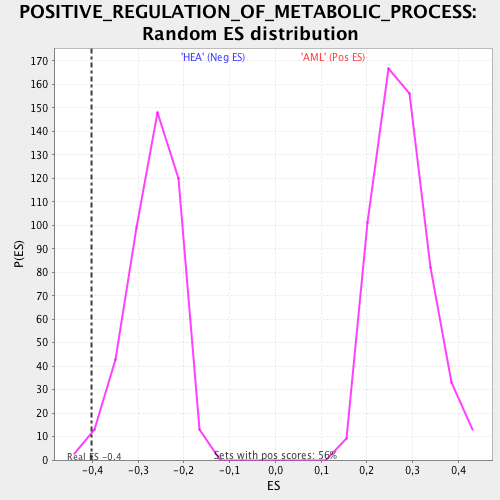 POSITIVE_REGULATION_OF_METABOLIC_PROCESS:
Random ES distribution
'HEA' (Neg ES)
'AML' (Pos ES)
170
160
150
140
130
120
110
100
90
80
70
60
50
40
30
20
10
0
P(ES)
Real ES -0.4
Sets with pos scores: 56%
-0,4 -0,3 -0,2 -0,1 0,0 0,1 0,2 0,3 0,4
ES